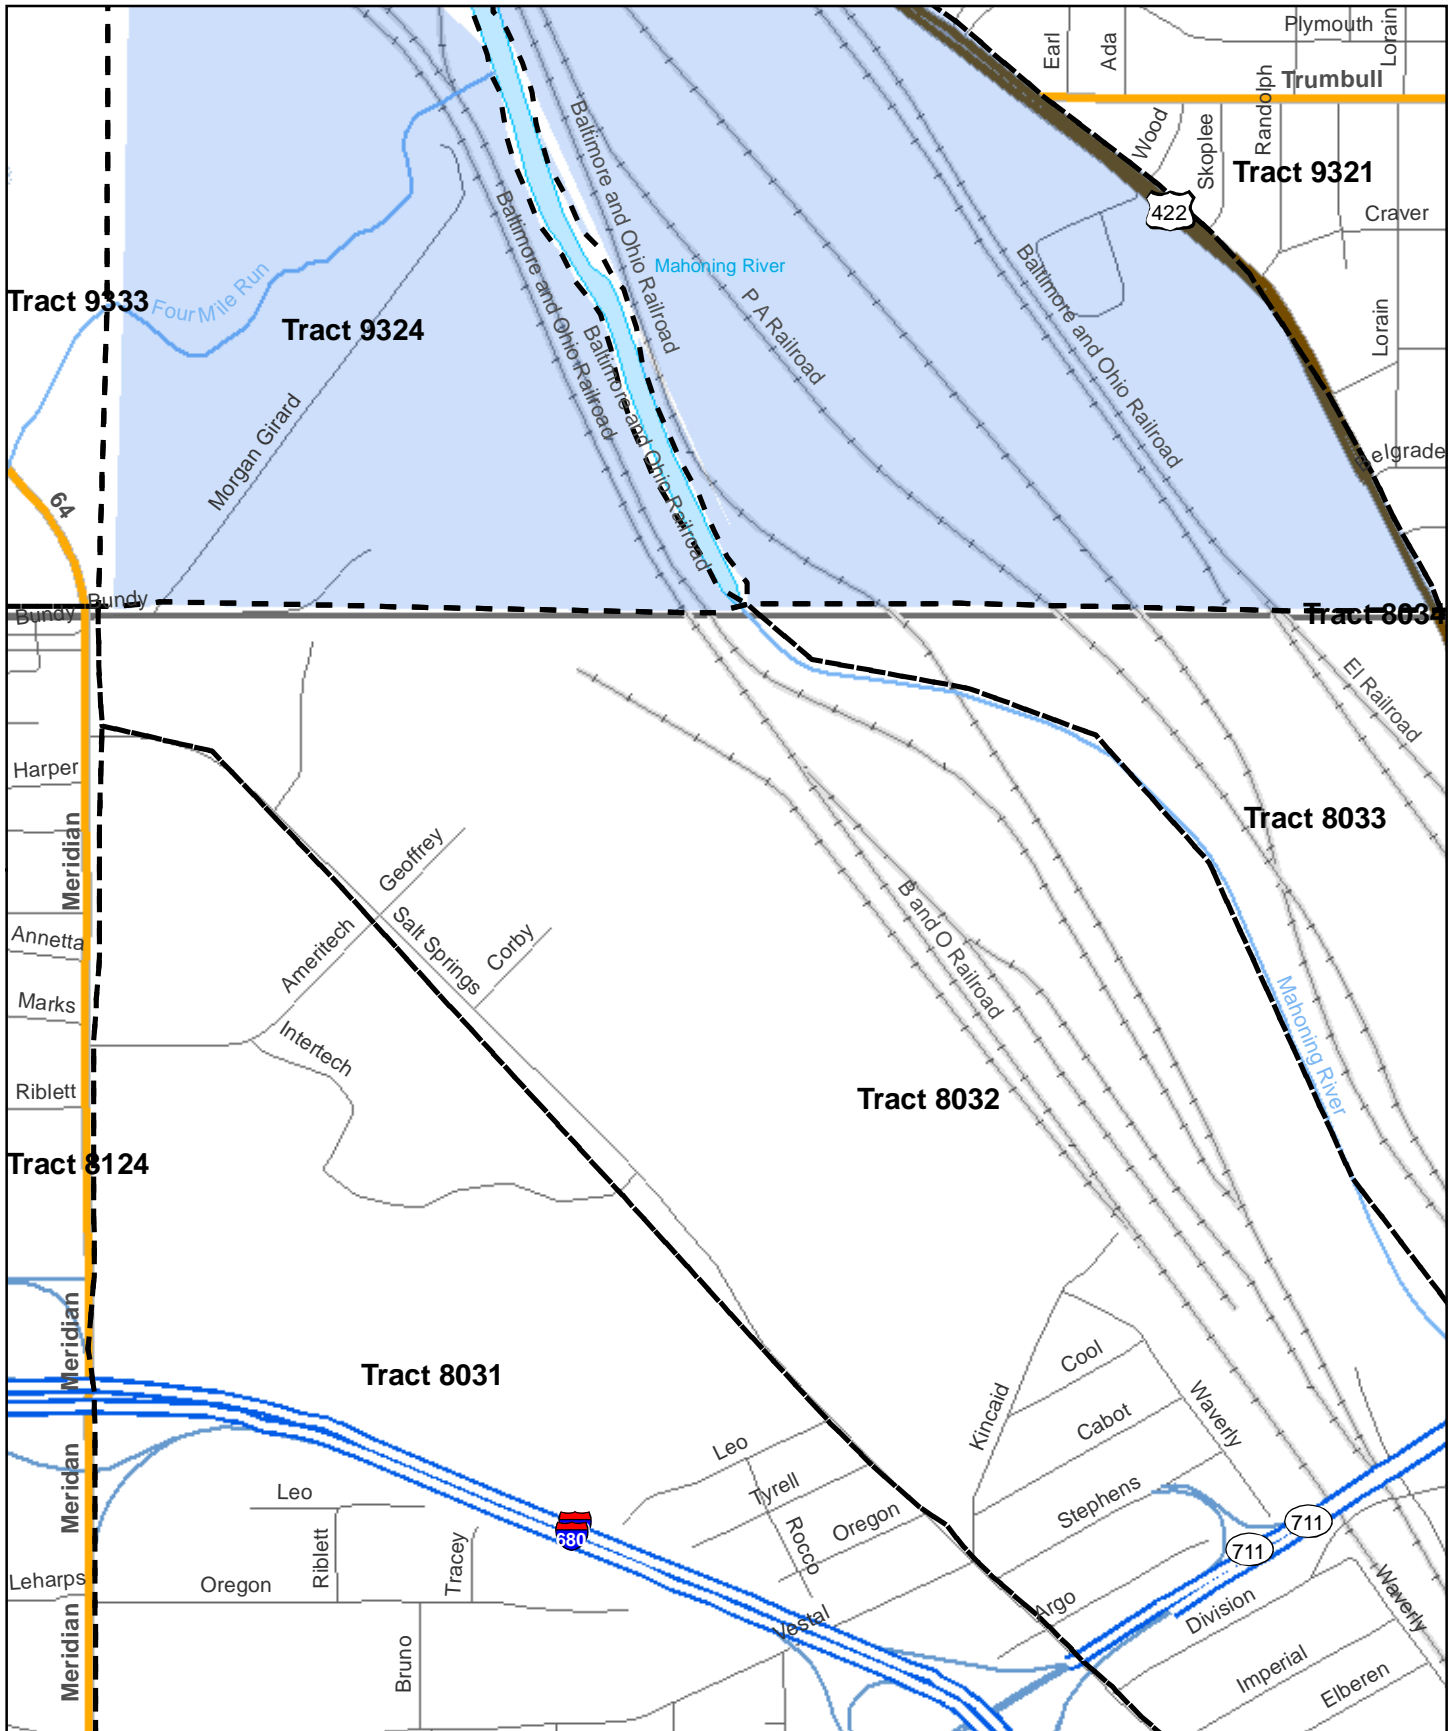 Plymouth
Earl
Ada
Lorain
Trumbull
Randolph
Wood
Skoplee
Tract 9321
422
Craver
Baltimore and Ohio Railroad
Baltimore and Ohio Railroad
Mahoning River
Baltimore and Ohio Railroad
Four Mile Run
Tract 9333
Tract 9324
P A Railroad
Lorain
Baltimore and Ohio Railroad
Morgan Girard
elgrade
64
Bundy
Bundy
Tract 8034
El Railroad
Harper
Tract 8033
Meridian
Geoffrey
B and O Railroad
Annetta
Ameritech
Salt Springs
Corby
Marks
Mahoning River
Intertech
Riblett
Tract 8032
Tract 8124
Meridian
Tract 8031
Cool
Kincaid
Cabot
Waverly
Leo
Meridan
Leo
Tyrell
Stephens
Oregon
Rocco
680
711
711
Riblett
Tracey
Leharps
Oregon
Argo
Division
Waverly
Vestal
Meridian
Bruno
Imperial
Elberen